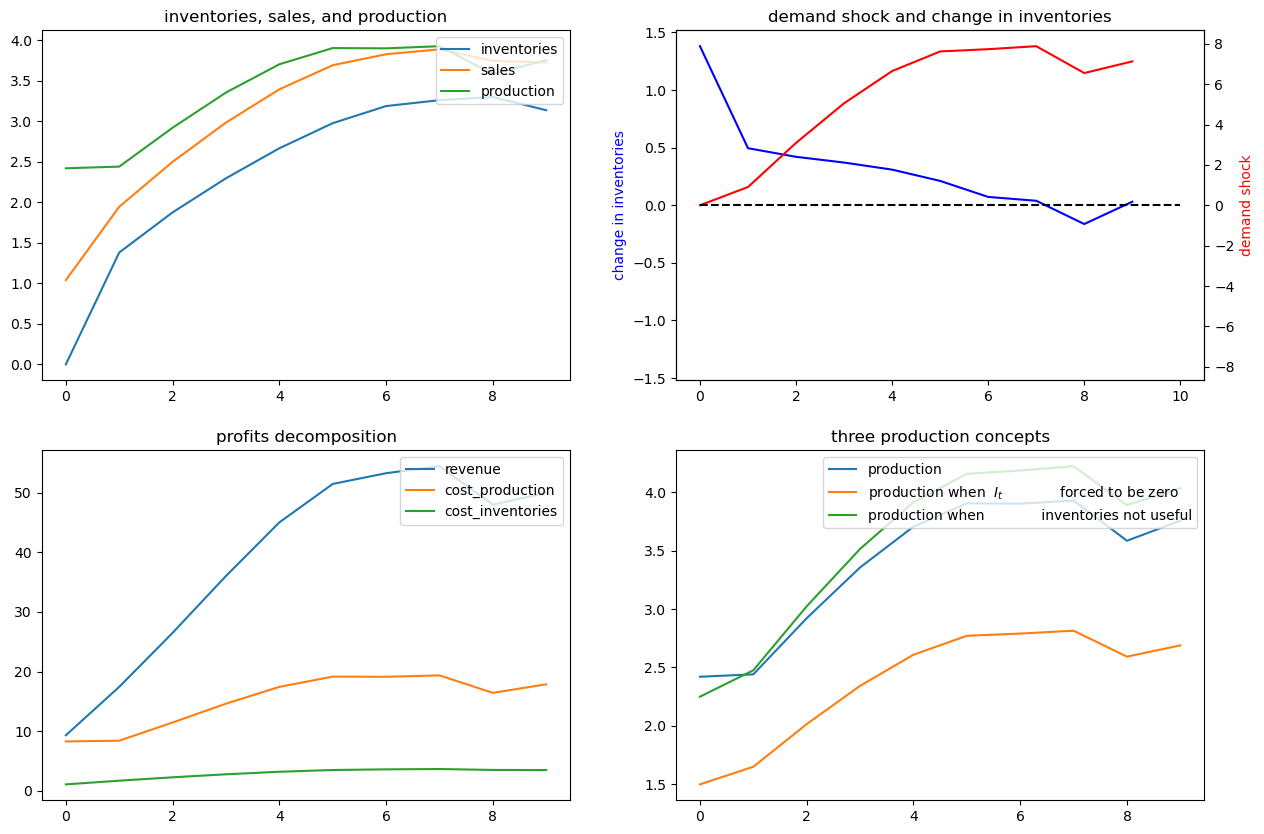 inventories, sales, and production
4.0
3.5
3.0
2.5
2.0
1.5
1.0
0.5
0.0
inventories
sales
production
0 2 4 6 8
demand shock and change in inventories
change in inventories
1.5
1.0
0.5
0.0
−0.5
−1.0
−1.5
8
6
4
2
0
−2
−4
−6
−8
demand shock
0 2 4 6 8 10
profits decomposition
50
40
30
20
10
0
revenue
cost_production
cost_inventories
0 2 4 6 8
three production concepts
4.0
3.5
3.0
2.5
2.0
1.5
production
production when I_t forced to be zero
production when inventories not useful
0 2 4 6 8